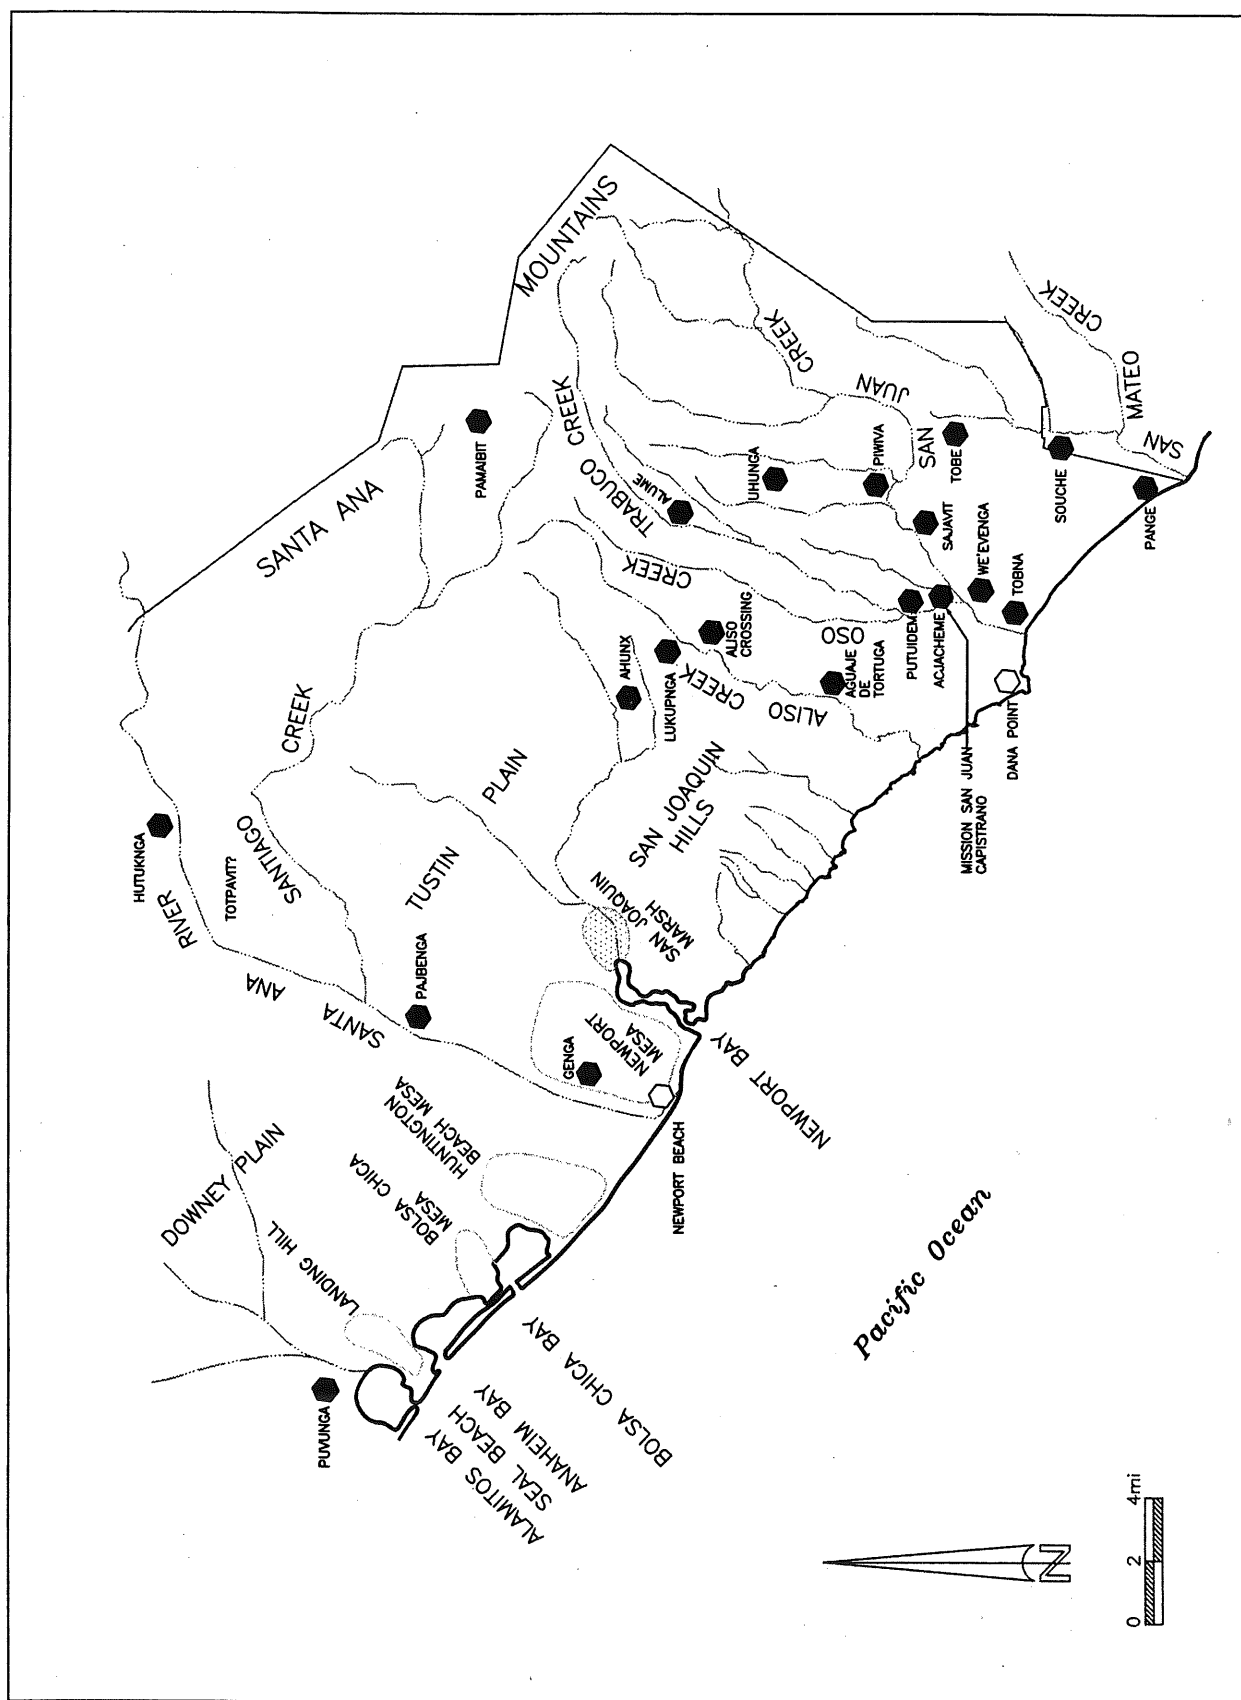 HUTUKNGA
RIVER
TOTPAVIT?
SANTIAGO
CREEK
SANTA ANA
MOUNTAINS
PAMAIBIT
SANTA
ANA
PAJBENGA
TUSTIN
PLAIN
DOWNEY PLAIN
LANDING HILL
BOLSA CHICA
MESA
HUNTINGTON
BEACH MESA
PUVUNGA
ALAMITOS BAY
SEAL BEACH
ANAHEIM BAY
BOLSA CHICA BAY
GENGA
NEWPORT
MESA
NEWPORT BEACH
NEWPORT BAY
SAN JOAQUIN
MARSH
SAN JOAQUIN
HILLS
AHUNX
LUKUPNGA
ALISO
CROSSING
CREEK
ALISO
AGUAJE
DE
TORTUGA
OSO
CREEK
TRABUCO CREEK
ALUME
UHUNGA
PIWIVA
SAN
JUAN
CREEK
TOBE
SAJAVIT
PUTUIDEM
ACJACHEME
WE'EVENGA
TOBNA
MISSION SAN JUAN
CAPISTRANO
DANA POINT
SOUCHE
PANGE
SAN
MATEO
CREEK
Pacific Ocean
N
0 2 4mi